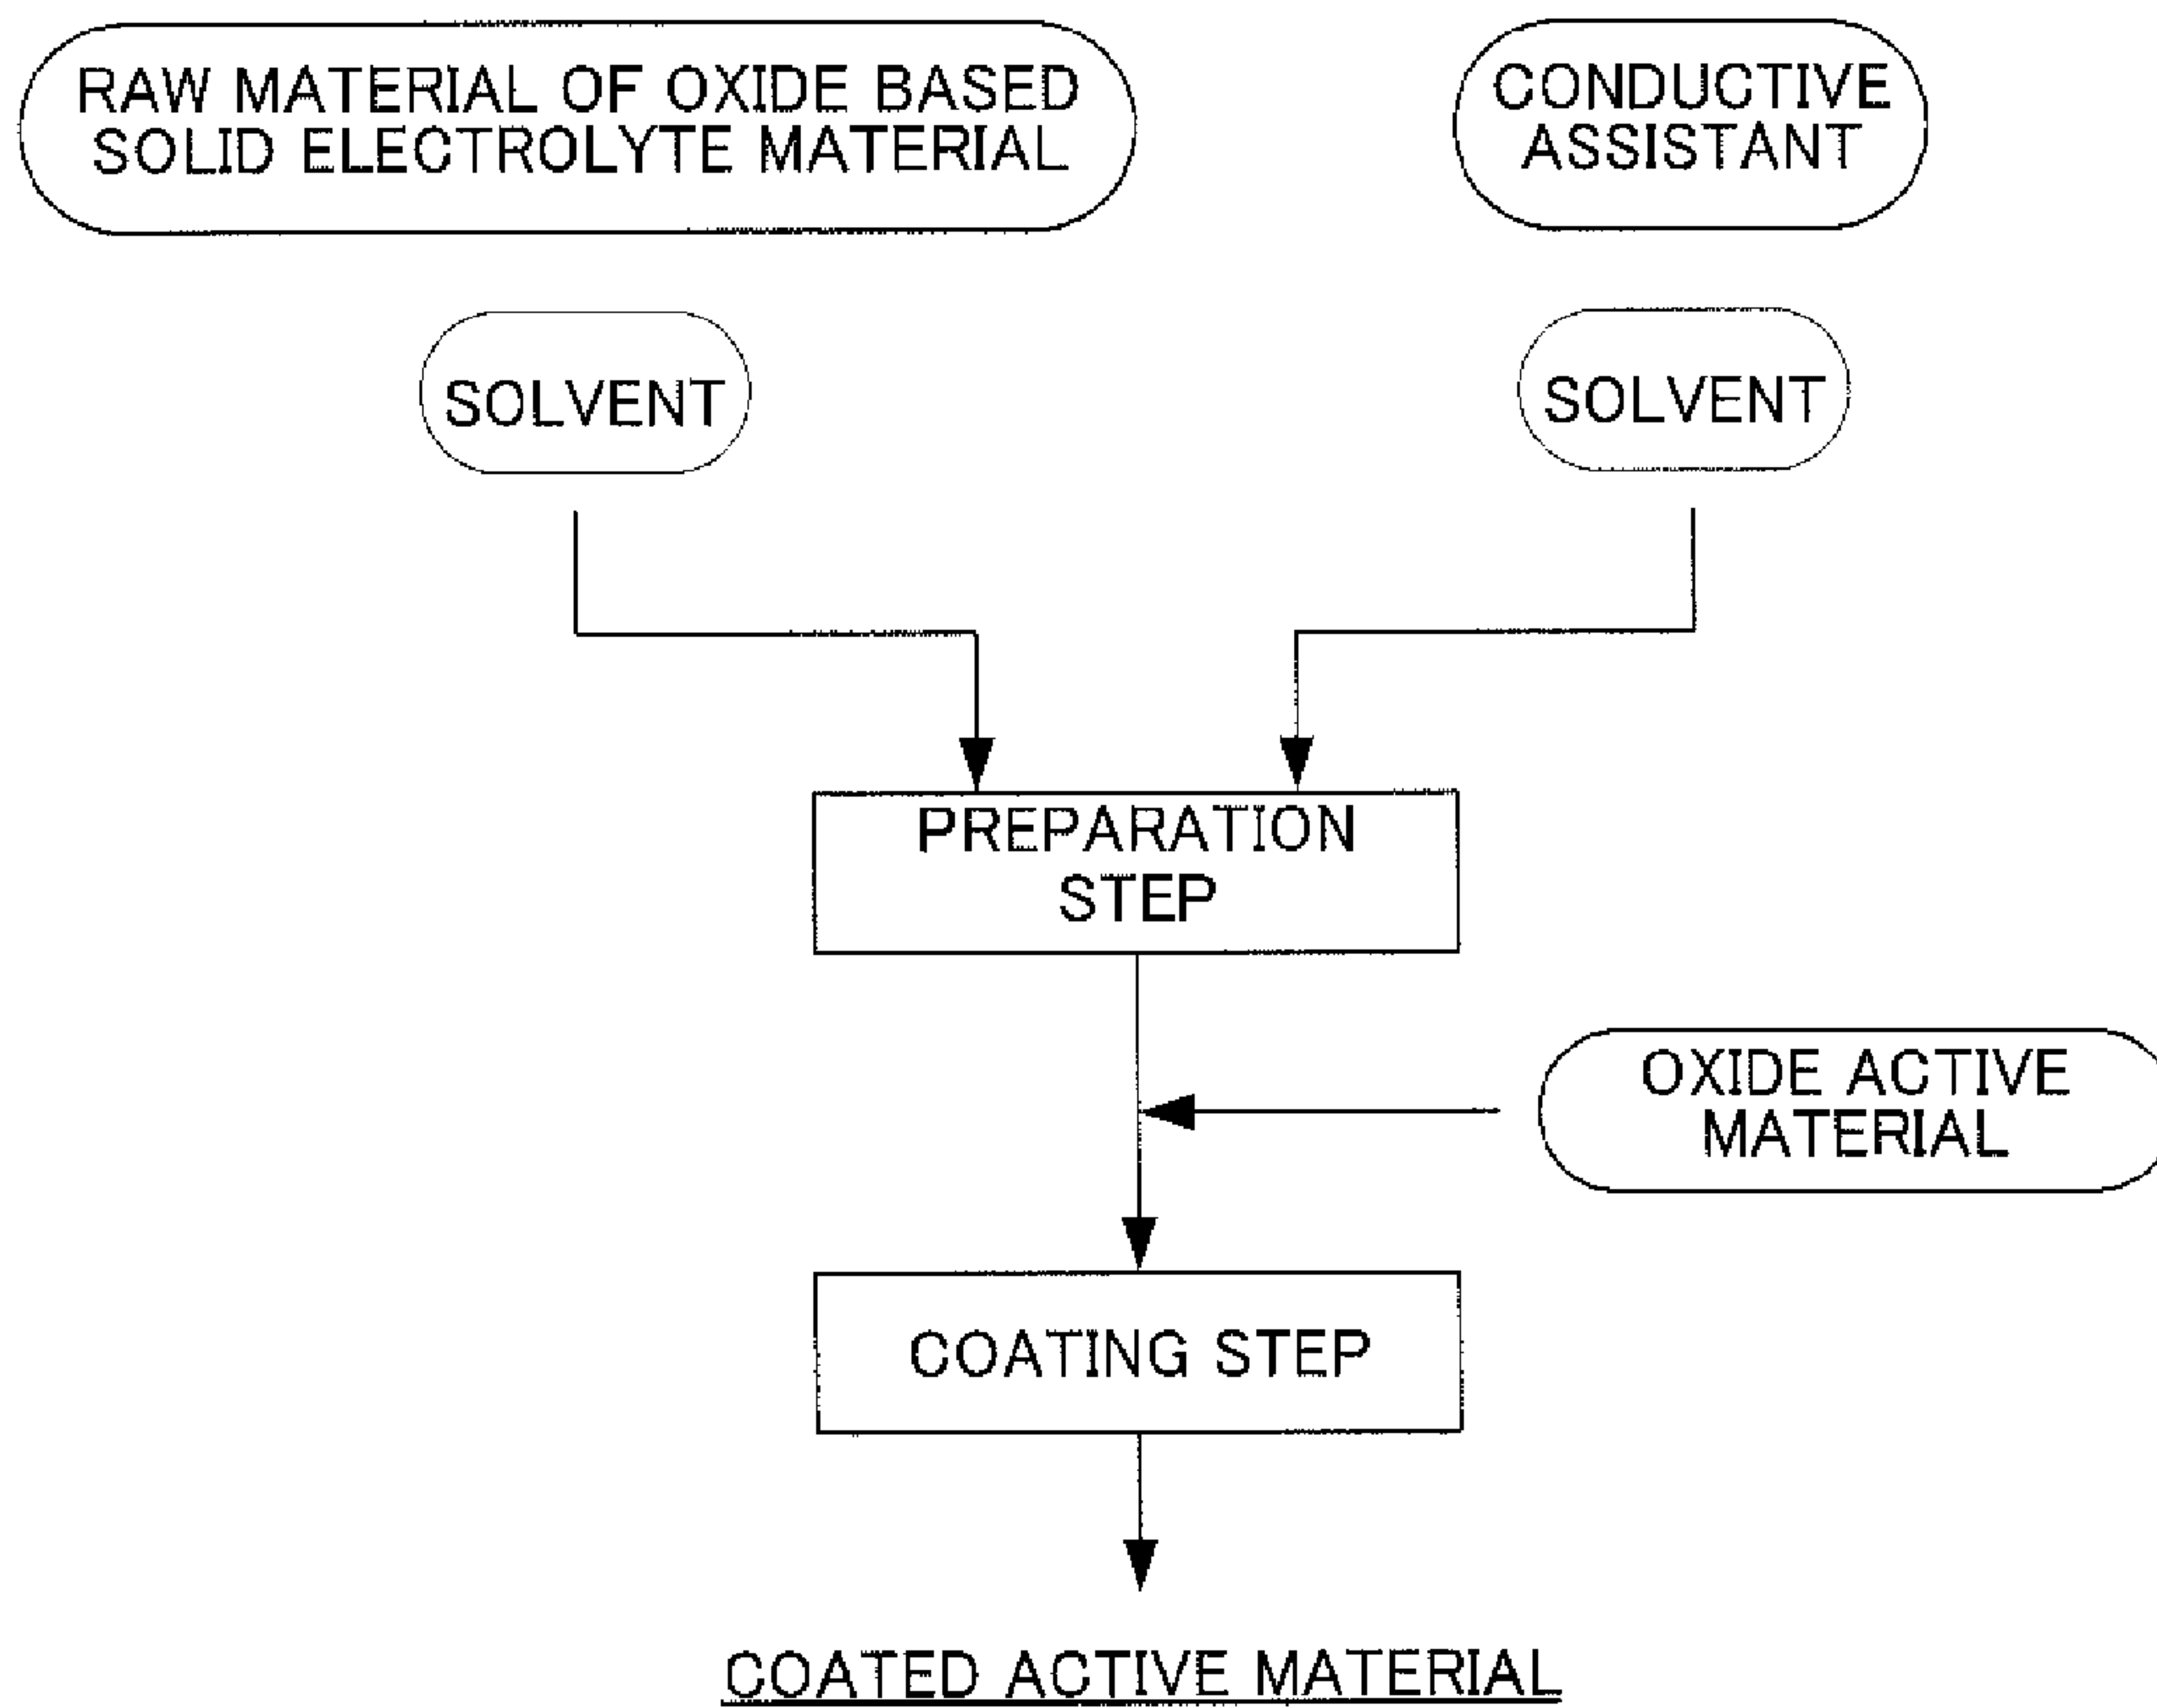 RAW MATERIAL OF OXIDE BASED
SOLID ELECTROLYTE MATERIAL
CONDUCTIVE
ASSISTANT
SOLVENT
SOLVENT
PREPARATION
STEP
OXIDE ACTIVE
MATERIAL
COATING STEP
COATED ACTIVE MATERIAL